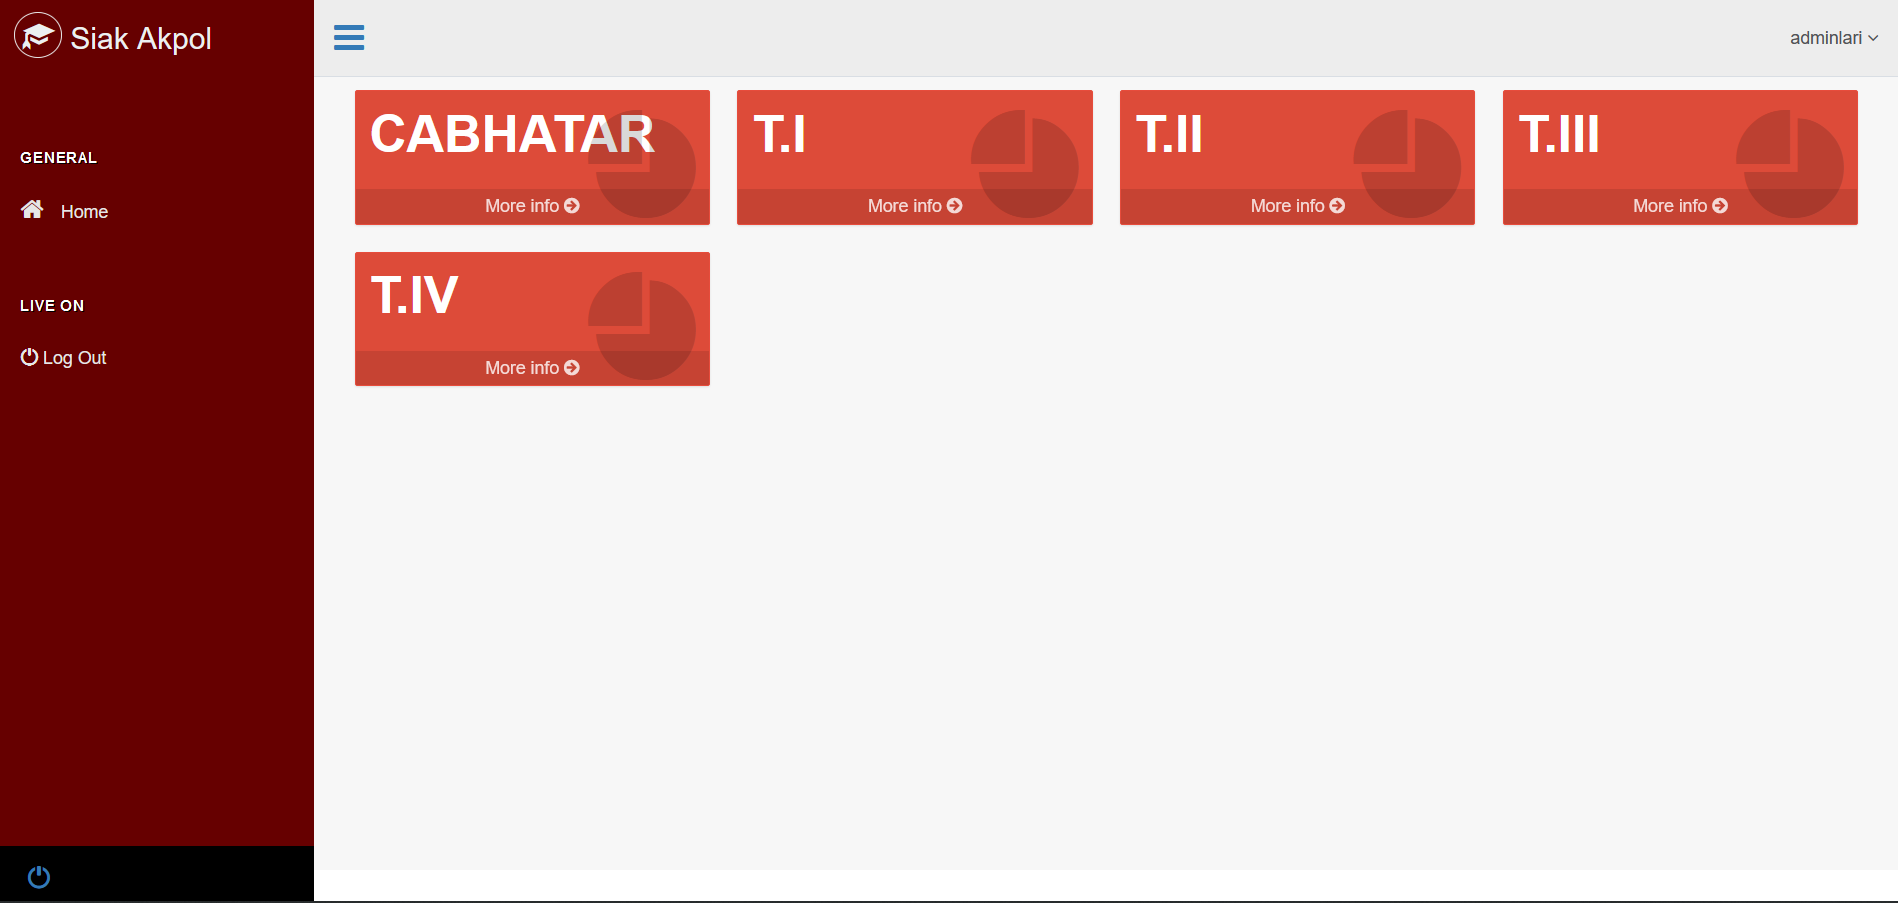 Siak Akpol
adminlari
GENERAL
Home
LIVE ON
Log Out
CABHATAR
More info
T.I
More info
T.II
More info
T.III
More info
T.IV
More info